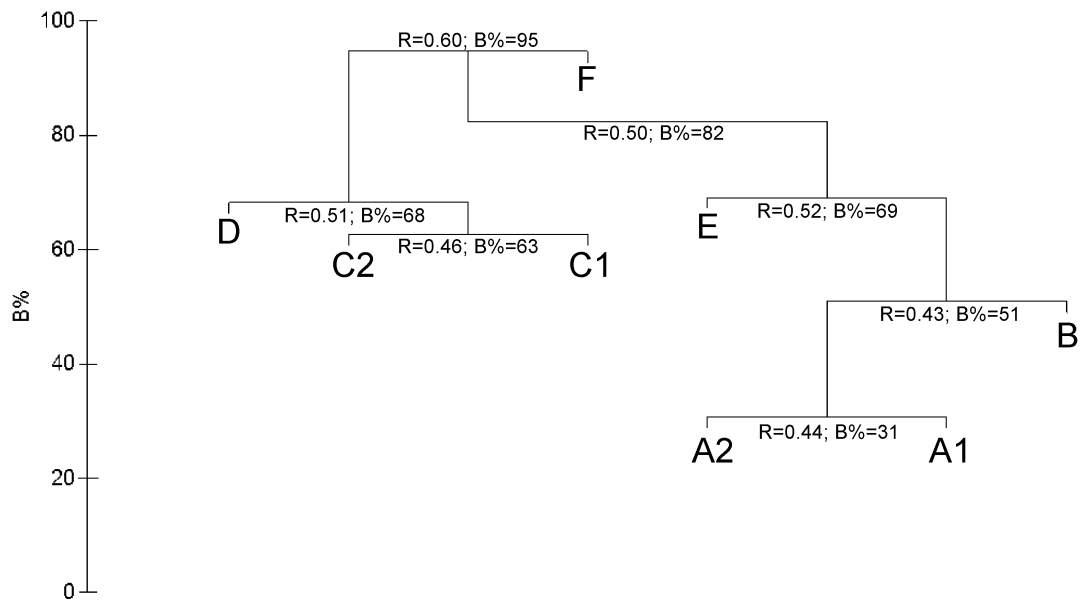 100
R=0.60; B%=95
F
80
R=0.50; B%=82
D
R=0.51; B%=68
E
R=0.52; B%=69
60
C2
R=0.46; B%=63
C1
B%
R=0.43; B%=51
B
40
A2
R=0.44; B%=31
A1
20
0